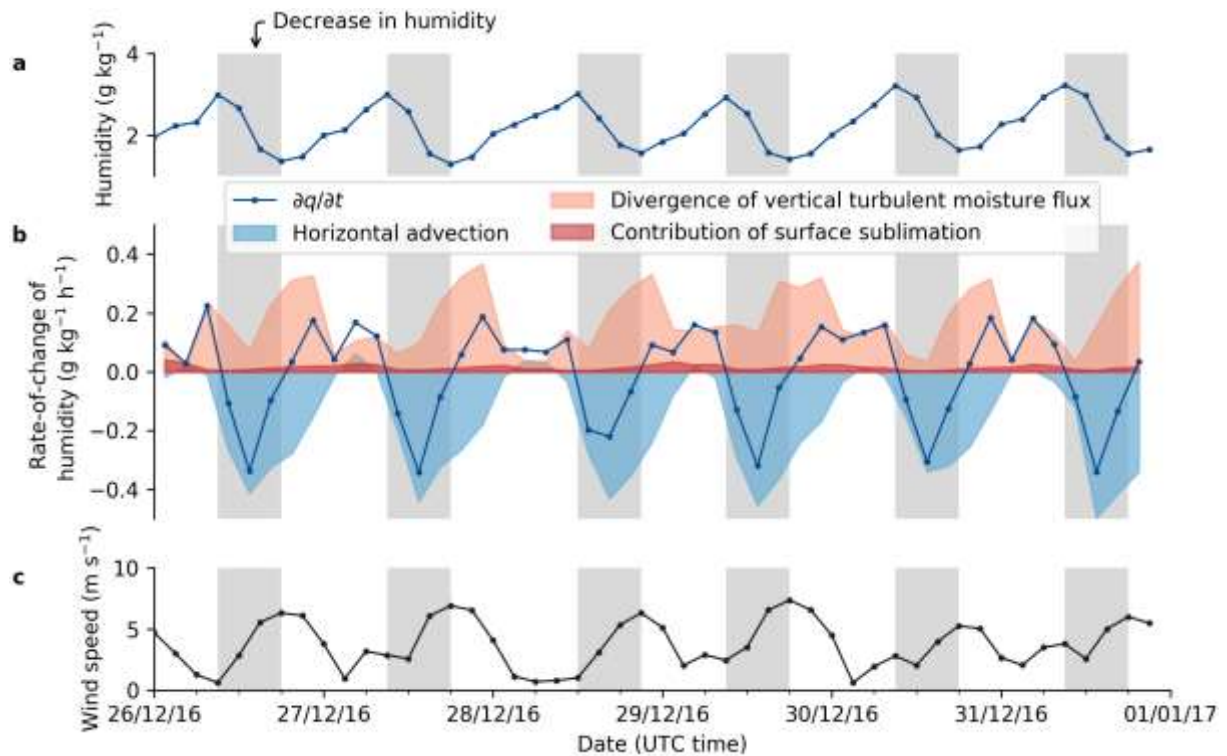 Decrease in humidity
a
Humidity (g kg⁻¹)
4
2
∂q/∂t
Divergence of vertical turbulent moisture flux
Horizontal advection
Contribution of surface sublimation
b
Rate-of-change of
humidity (g kg⁻¹ h⁻¹)
0.4
0.2
0.0
−0.2
−0.4
c
Wind speed (m s⁻¹)
10
5
0
26/12/16 27/12/16 28/12/16 29/12/16 30/12/16 31/12/16 01/01/17
Date (UTC time)